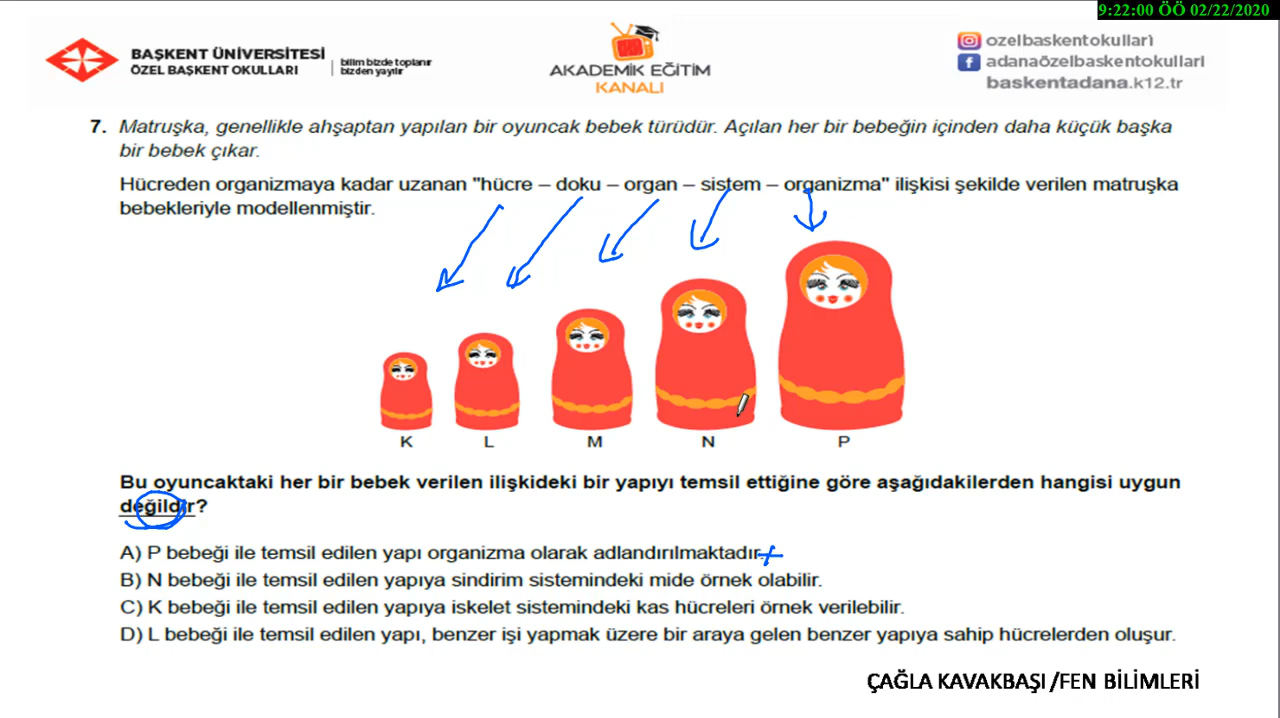 9:22:00 ÖÖ 02/22/2020
BAŞKENT ÜNİVERSİTESİ
ÖZEL BAŞKENT OKULLARI
bilim bizde toplanır
bizden yayılır
AKADEMİK EĞİTİM
KANALI
ozelbaskentokulları
adanaözelbaskentokulları
baskentadana.k12.tr
7. Matruşka, genellikle ahşaptan yapılan bir oyuncak bebek türüdür. Açılan her bir bebeğin içinden daha küçük başka
bir bebek çıkar.
Hücreden organizmaya kadar uzanan "hücre – doku – organ – sistem – organizma" ilişkisi şekilde verilen matruşka
bebekleriyle modellenmiştir.
K L M N P
Bu oyuncaktaki her bir bebek verilen ilişkideki bir yapıyı temsil ettiğine göre aşağıdakilerden hangisi uygun
değildir?
A) P bebeği ile temsil edilen yapı organizma olarak adlandırılmaktadır.
B) N bebeği ile temsil edilen yapıya sindirim sistemindeki mide örnek olabilir.
C) K bebeği ile temsil edilen yapıya iskelet sistemindeki kas hücreleri örnek verilebilir.
D) L bebeği ile temsil edilen yapı, benzer işi yapmak üzere bir araya gelen benzer yapıya sahip hücrelerden oluşur.
ÇAĞLA KAVAKBAŞI /FEN BİLİMLERİ